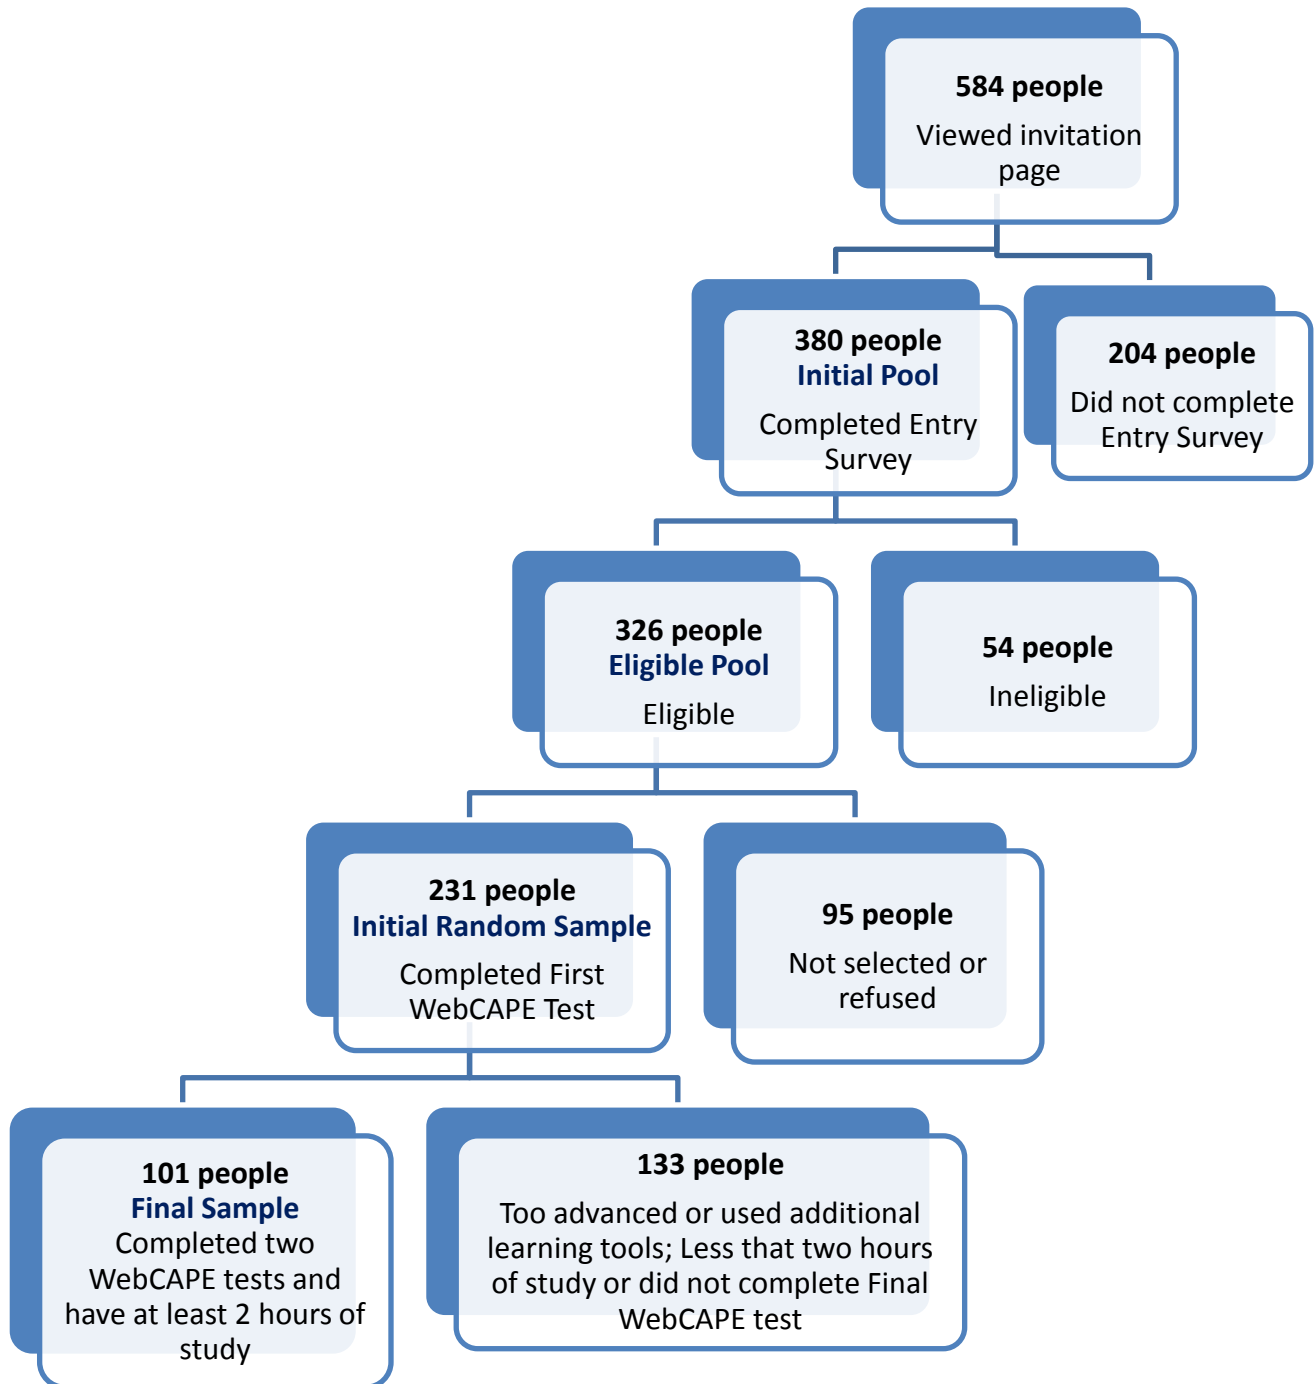 584 people
Viewed invitation
page
380 people
Initial Pool
Completed Entry
Survey
204 people
Did not complete
Entry Survey
326 people
Eligible Pool
Eligible
54 people
Ineligible
231 people
Initial Random Sample
Completed First
WebCAPE Test
95 people
Not selected or
refused
101 people
Final Sample
Completed two
WebCAPE tests and
have at least 2 hours of
study
133 people
Too advanced or used additional
learning tools; Less that two hours
of study or did not complete Final
WebCAPE test